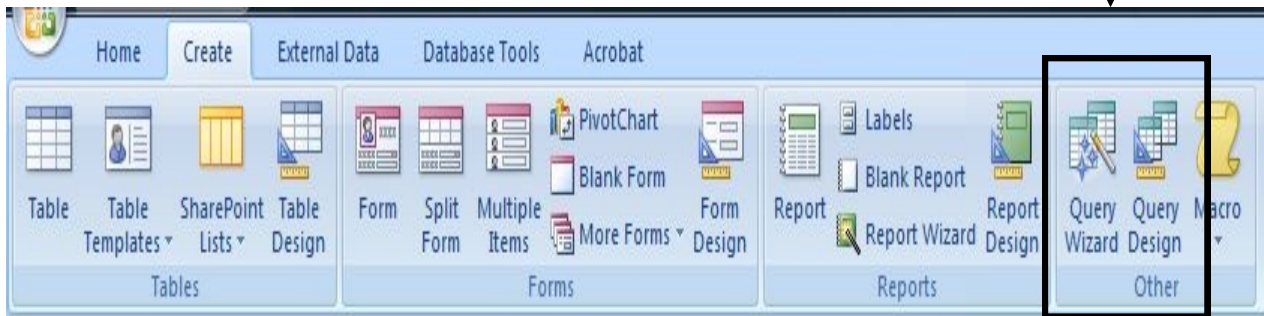 Home Create External Data Database Tools Acrobat
Table
Table Templates
SharePoint Lists
Table Design
Tables
Form
Split Form
Multiple Items
PivotChart
Blank Form
More Forms
Form Design
Forms
Report
Labels
Blank Report
Report Wizard
Report Design
Reports
Query Wizard
Query Design
Macro
Other